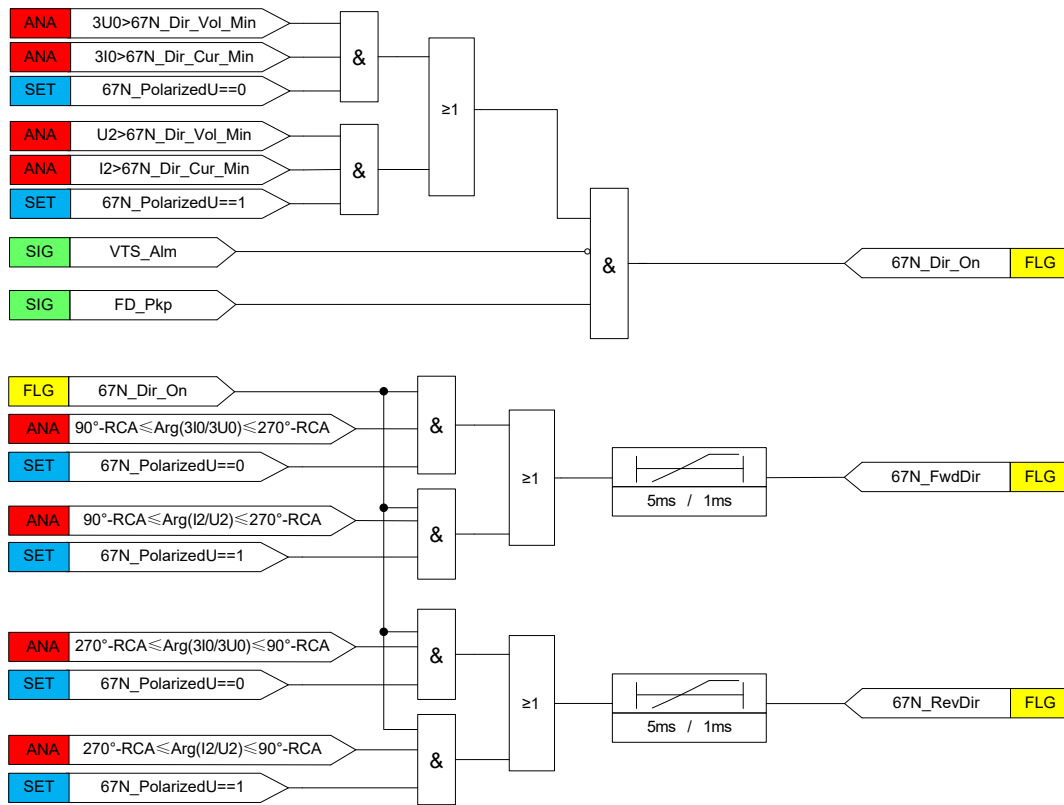 ANA 3U0>67N_Dir_Vol_Min
ANA 3I0>67N_Dir_Cur_Min
&
SET 67N_PolarizedU==0
≥1
ANA U2>67N_Dir_Vol_Min
ANA I2>67N_Dir_Cur_Min
&
SET 67N_PolarizedU==1
SIG VTS_Alm
&
67N_Dir_On FLG
SIG FD_Pkp
FLG 67N_Dir_On
ANA 90°-RCA≤Arg(3I0/3U0)≤270°-RCA
&
SET 67N_PolarizedU==0
≥1
5ms / 1ms
67N_FwdDir FLG
ANA 90°-RCA≤Arg(I2/U2)≤270°-RCA
&
SET 67N_PolarizedU==1
ANA 270°-RCA≤Arg(3I0/3U0)≤90°-RCA
&
SET 67N_PolarizedU==0
≥1
5ms / 1ms
67N_RevDir FLG
ANA 270°-RCA≤Arg(I2/U2)≤90°-RCA
&
SET 67N_PolarizedU==1